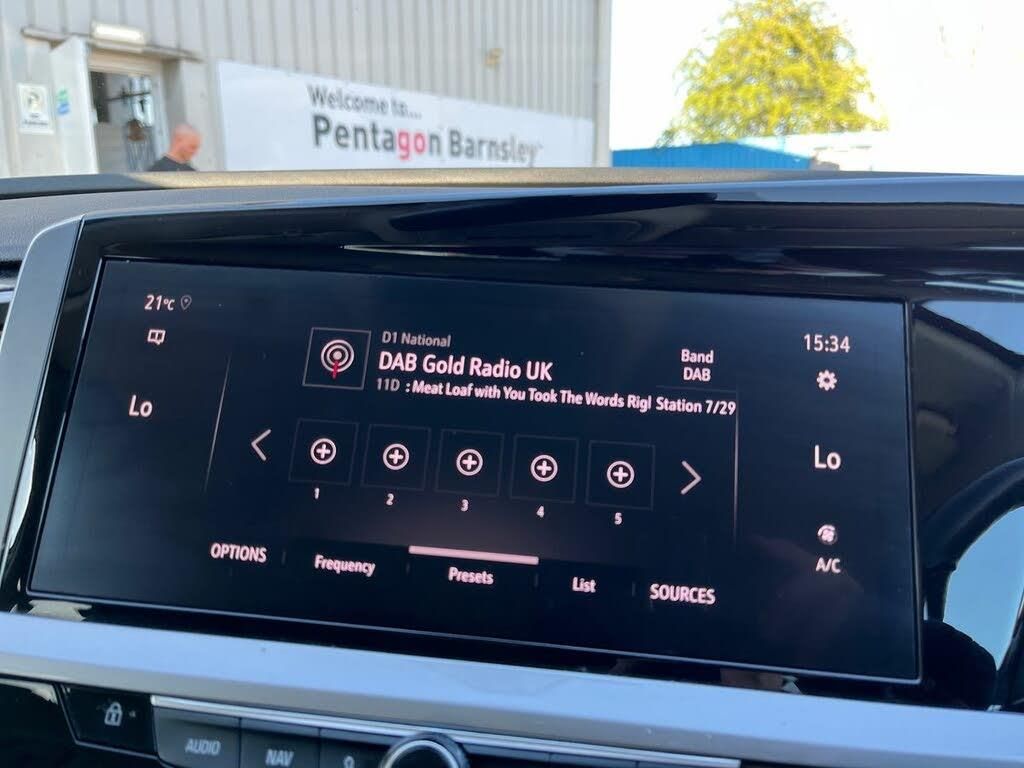 Welcome to...
Pentagon Barnsley
21°C
15:34
D1 National
DAB Gold Radio UK
11D : Meat Loaf with You Took The Words Rigl Station 7/29
Band
DAB
Lo
Lo
1 2 3 4 5
A/C
OPTIONS Frequency Presets List SOURCES
AUDIO NAV